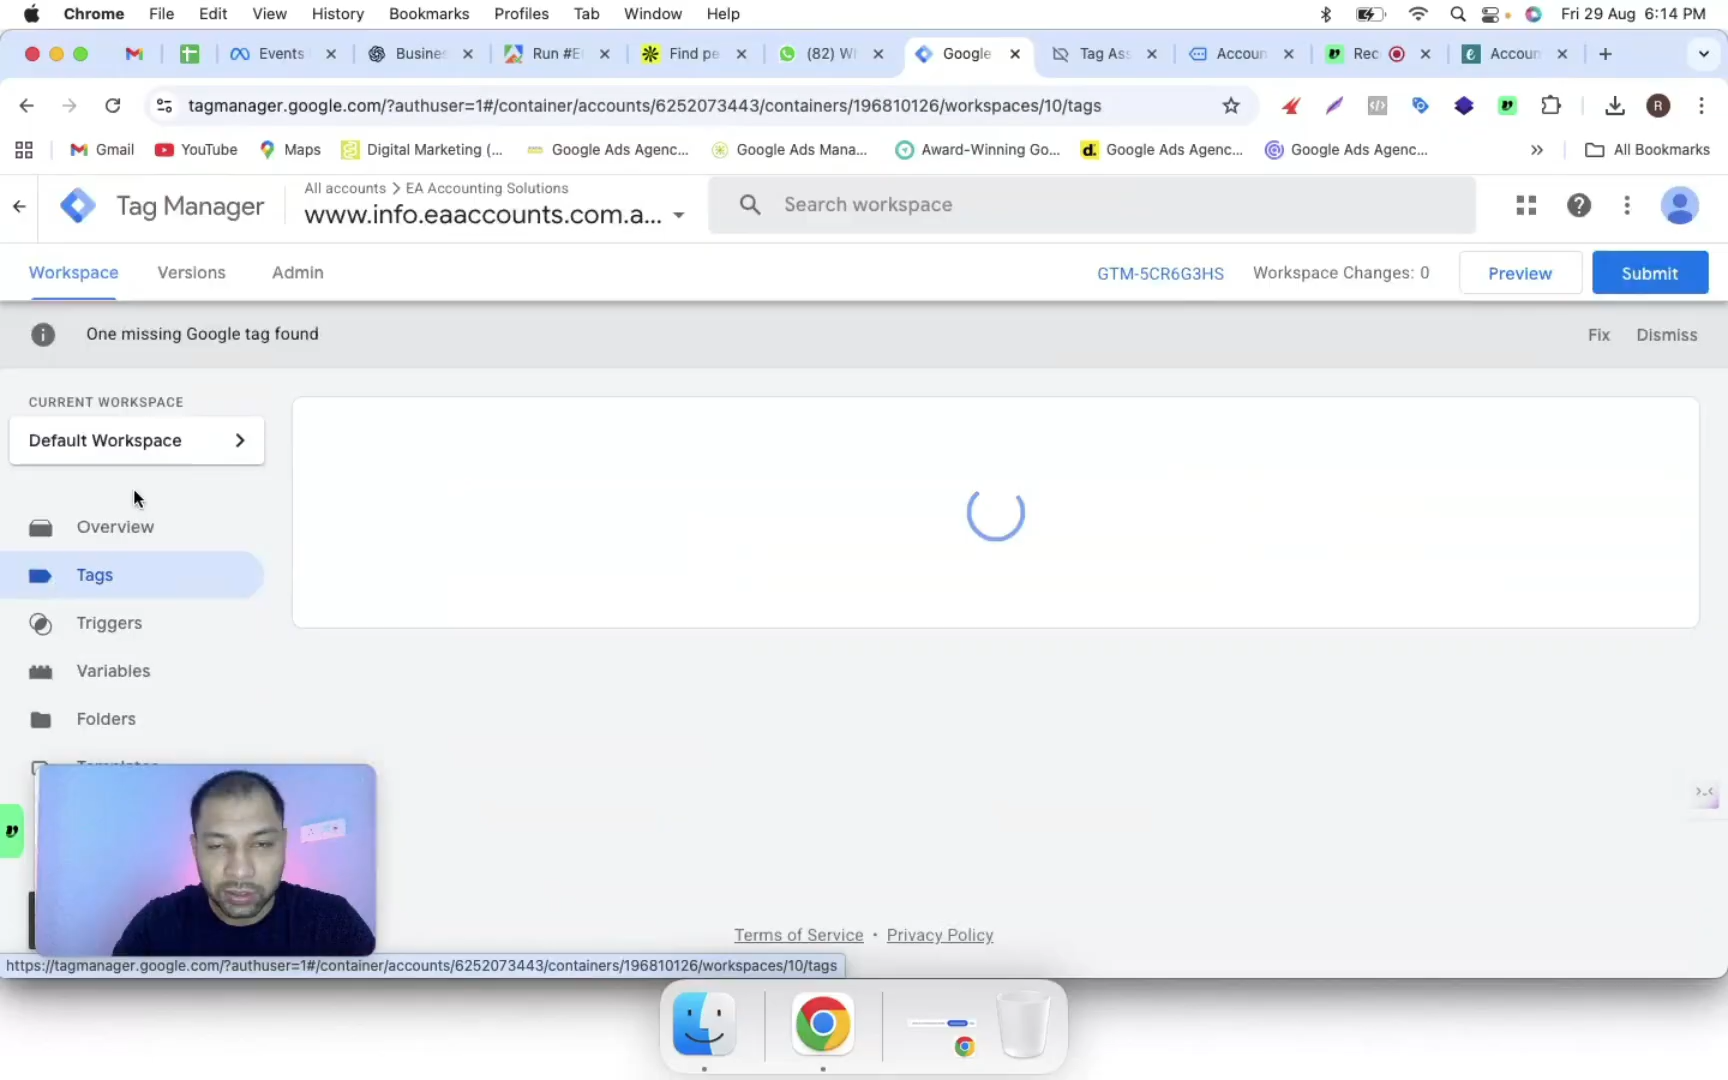 Chrome File Edit View History Bookmarks Profiles Tab Window Help Fri 29 Aug 6:14 PM
Events Busines Run #E Find pe (82) W Google Tag Ass Accoun Rec Accoun
tagmanager.google.com/?authuser=1#/container/accounts/6252073443/containers/196810126/workspaces/10/tags R
Gmail YouTube Maps Digital Marketing (... Google Ads Agenc... Google Ads Mana... Award-Winning Go... Google Ads Agenc... Google Ads Agenc... All Bookmarks
All accounts > EA Accounting Solutions
Tag Manager www.info.eaaccounts.com.a... Search workspace
Workspace Versions Admin GTM-5CR6G3HS Workspace Changes: 0 Preview Submit
One missing Google tag found Fix Dismiss
CURRENT WORKSPACE
Default Workspace
Overview
Tags
Triggers
Variables
Folders
Templates
Terms of Service • Privacy Policy
https://tagmanager.google.com/?authuser=1#/container/accounts/6252073443/containers/196810126/workspaces/10/tags